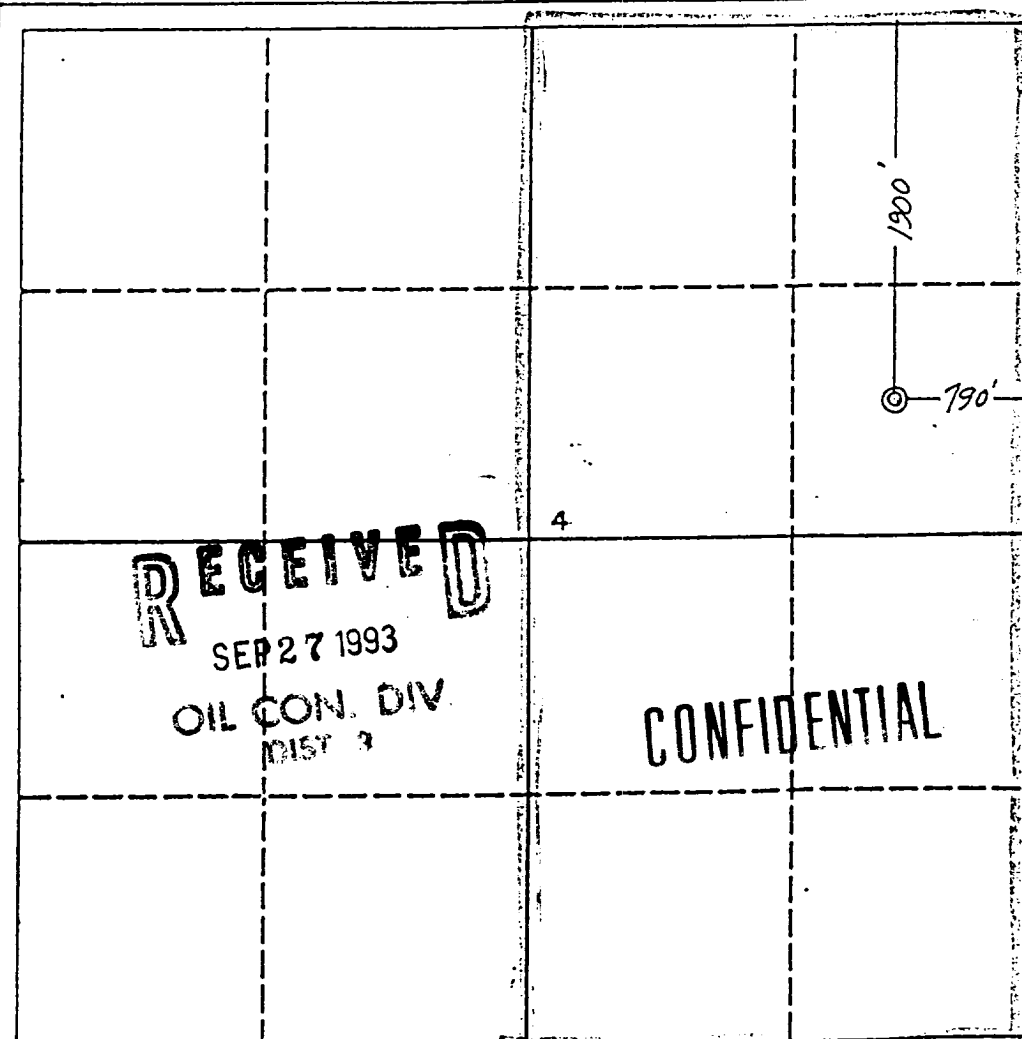 1900'
790'
4
RECEIVED
SEP 27 1993
OIL CON. DIV.
DIST. 3
CONFIDENTIAL